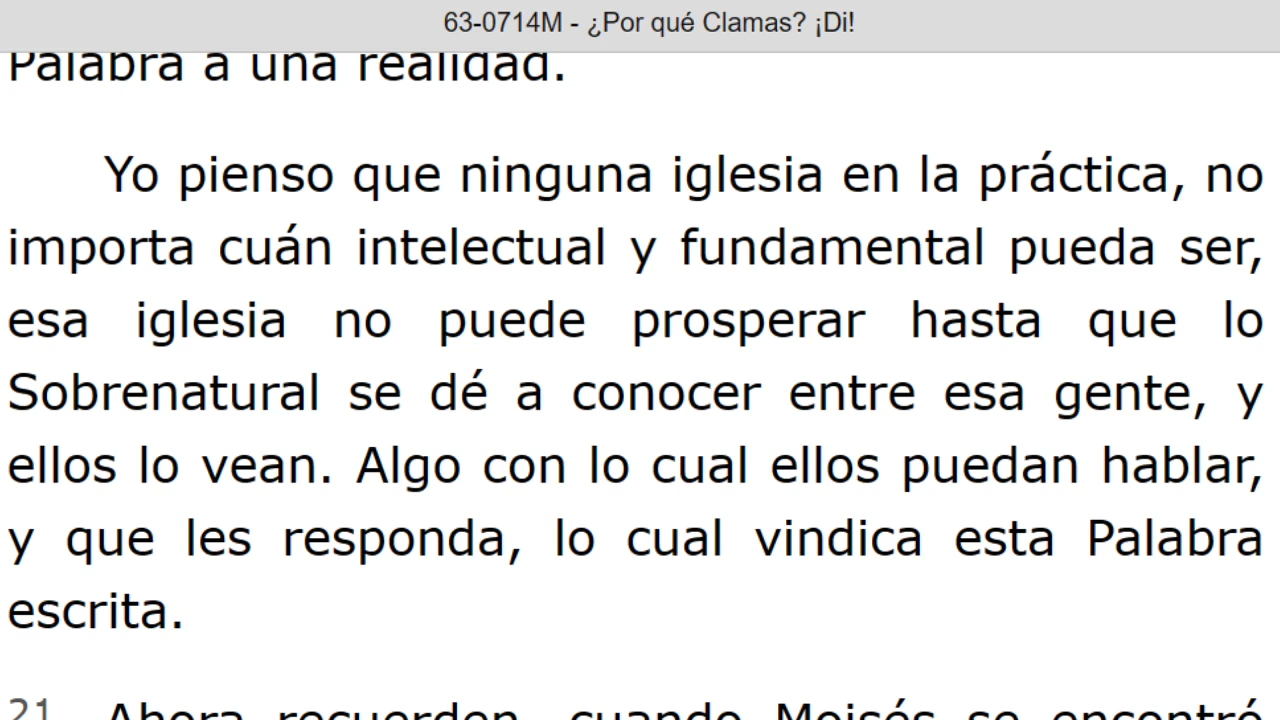 63-0714M - ¿Por qué Clamas? ¡Di!
Palabra a una realidad.
Yo pienso que ninguna iglesia en la práctica, no
importa cuán intelectual y fundamental pueda ser,
esa iglesia no puede prosperar hasta que lo
Sobrenatural se dé a conocer entre esa gente, y
ellos lo vean. Algo con lo cual ellos puedan hablar,
y que les responda, lo cual vindica esta Palabra
escrita.
21 Ahora recuerden, cuando Moisés se encontró